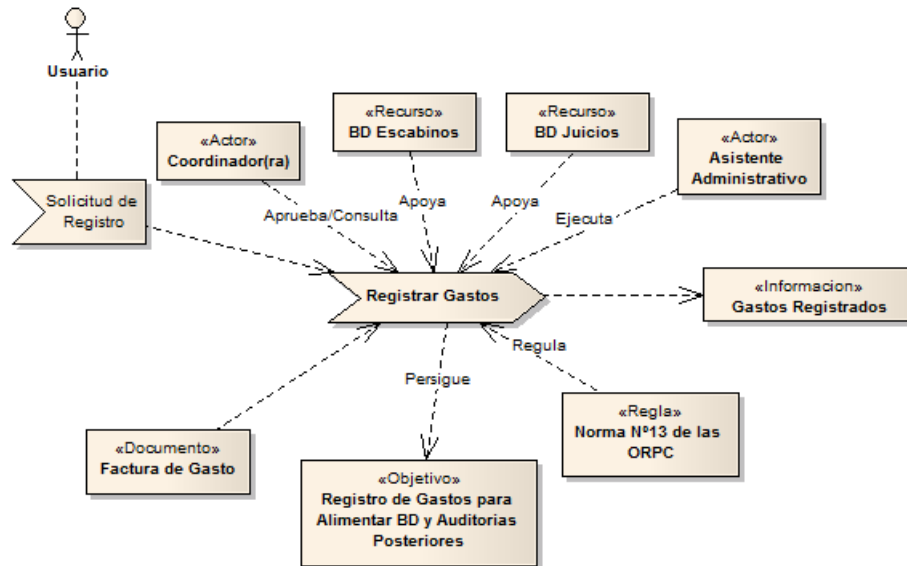 Usuario
«Recurso»
BD Escabinos
«Recurso»
BD Juicios
«Actor»
Coordinador(ra)
«Actor»
Asistente
Administrativo
Solicitud de
Registro
Aprueba/Consulta
Apoya
Apoya
Ejecuta
Registrar Gastos
«Informacion»
Gastos Registrados
Regula
Persigue
«Documento»
Factura de Gasto
«Regla»
Norma Nº13 de las
ORPC
«Objetivo»
Registro de Gastos para
Alimentar BD y Auditorias
Posteriores